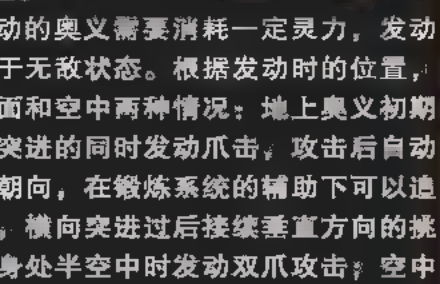 动的奥义需要消耗一定灵力，发动
于无敌状态。根据发动时的位置，
面和空中两种情况：地上奥义初期
突进的同时发动爪击，攻击后自动
朝向，在锻炼系统的辅助下可以追
，横向突进过后接续垂直方向的挑
身处半空中时发动双爪攻击；空中